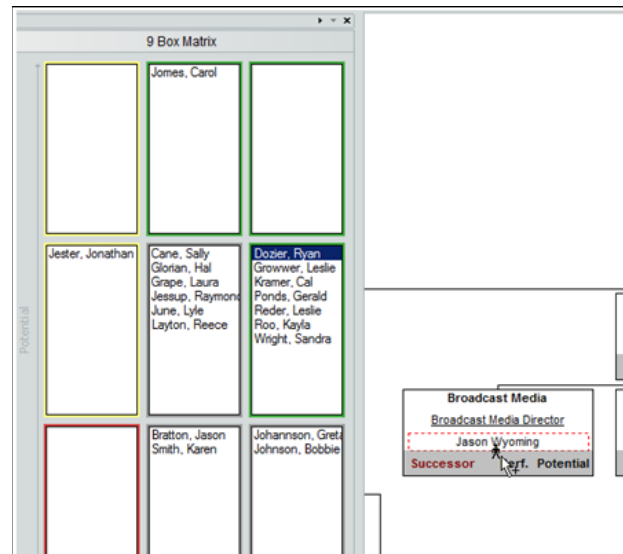 9 Box Matrix
Potential
Jomes, Carol
Jester, Jonathan
Cane, Sally
Glorian, Hal
Grape, Laura
Jessup, Raymond
June, Lyle
Layton, Reece
Dozier, Ryan
Growwer, Leslie
Kramer, Cal
Ponds, Gerald
Reder, Leslie
Roo, Kayla
Wright, Sandra
Bratton, Jason
Smith, Karen
Johannson, Greta
Johnson, Bobbie
Broadcast Media
Broadcast Media Director
Jason Wyoming
Successor Perf. Potential